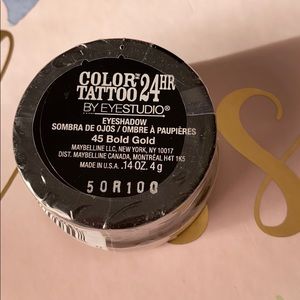 COLOR 24HR
TATTOO
BY EYESTUDIO®
EYESHADOW
SOMBRA DE OJOS / OMBRE À PAUPIÈRES
45 Bold Gold
MAYBELLINE LLC, NEW YORK, NY 10017
DIST. MAYBELLINE CANADA, MONTRÉAL H4T 1K5
MADE IN U.S.A. .14 OZ. 4 g
50R100